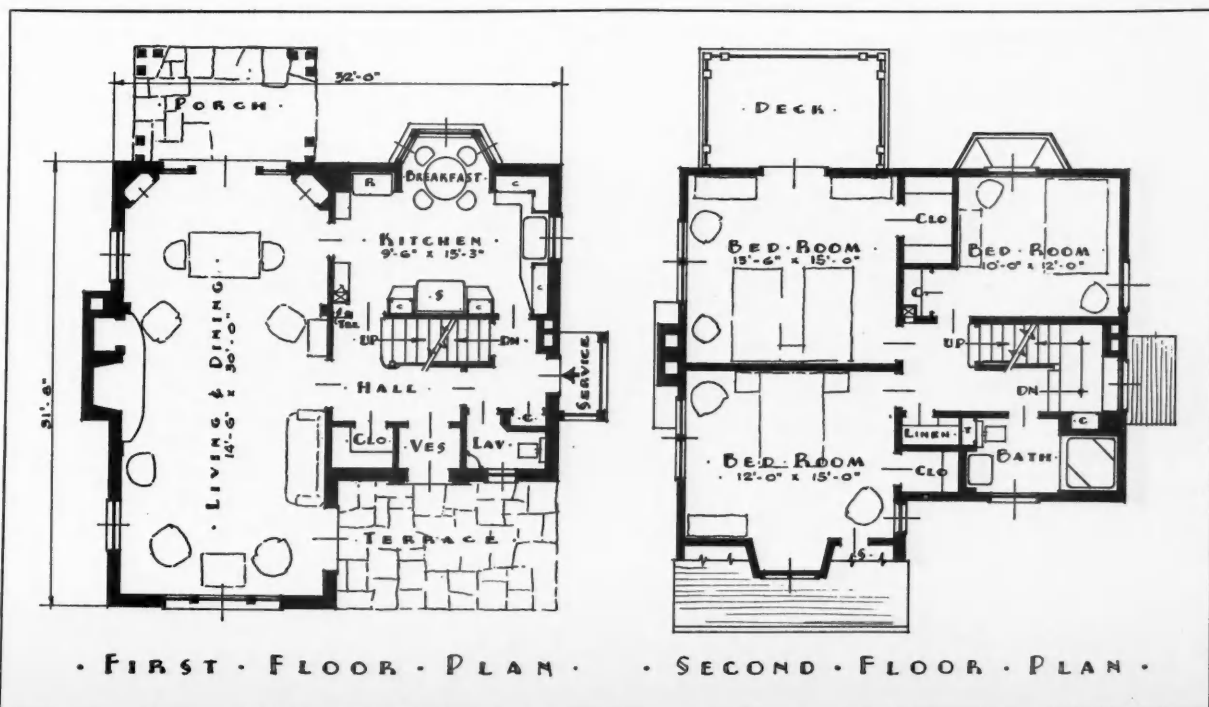 32'-0"
· PORCH ·
R
BREAKFAST
C
· KITCHEN ·
9'-6" x 15'-3"
C
S
C
C
UP
DN
· LIVING & DINING ·
14'-6" x 30'-0"
31'-8"
· HALL ·
SERVICE
C
CLO
VES
LAV
· TERRACE ·
· FIRST · FLOOR · PLAN ·
· DECK ·
CLO
· BED · ROOM ·
13'-6" x 15'-0"
· BED · ROOM ·
10'-0" x 12'-0"
C
UP
DN
C
LINEN
T
· BATH ·
· BED · ROOM ·
12'-0" x 15'-0"
CLO
· S ·
· SECOND · FLOOR · PLAN ·